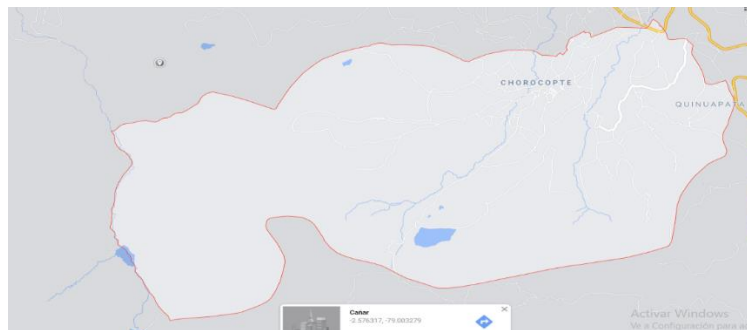 CHOROCOPTE
QUINUAPATA
Cañar
-2.576317, -79.003279
Activar Windows
Ve a Configuración para a